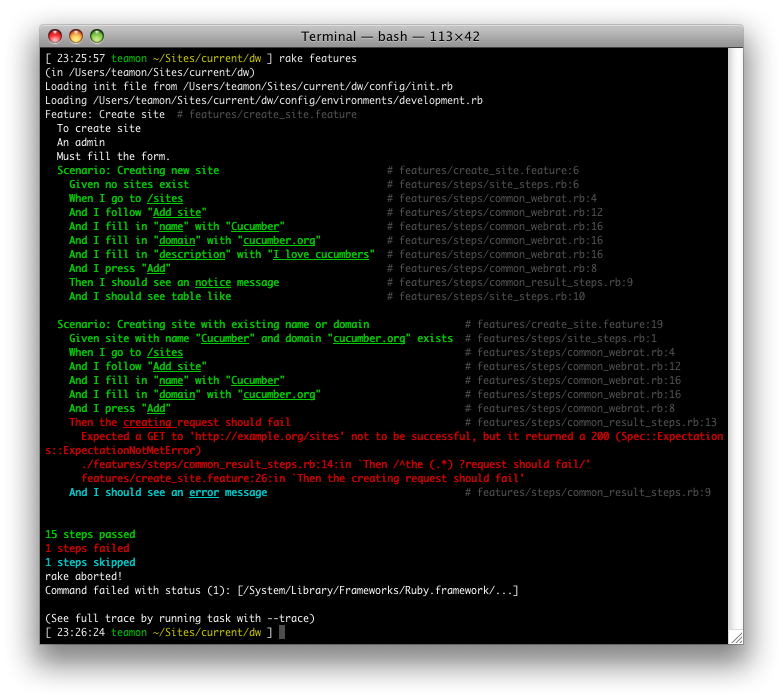 Terminal — bash — 113×42
[ 23:25:57 teamon ~/Sites/current/dw ] rake features
(in /Users/teamon/Sites/current/dw)
Loading init file from /Users/teamon/Sites/current/dw/config/init.rb
Loading /Users/teamon/Sites/current/dw/config/environments/development.rb
Feature: Create site  # features/create_site.feature
  To create site
  An admin
  Must fill the form.
  Scenario: Creating new site                            # features/create_site.feature:6
    Given no sites exist                                 # features/steps/site_steps.rb:6
    When I go to /sites                                  # features/steps/common_webrat.rb:4
    And I follow "Add site"                              # features/steps/common_webrat.rb:12
    And I fill in "name" with "Cucumber"                 # features/steps/common_webrat.rb:16
    And I fill in "domain" with "cucumber.org"           # features/steps/common_webrat.rb:16
    And I fill in "description" with "I love cucumbers"  # features/steps/common_webrat.rb:16
    And I press "Add"                                    # features/steps/common_webrat.rb:8
    Then I should see an notice message                  # features/steps/common_result_steps.rb:9
    And I should see table like                          # features/steps/site_steps.rb:10

  Scenario: Creating site with existing name or domain                # features/create_site.feature:19
    Given site with name "Cucumber" and domain "cucumber.org" exists  # features/steps/site_steps.rb:1
    When I go to /sites                                               # features/steps/common_webrat.rb:4
    And I follow "Add site"                                           # features/steps/common_webrat.rb:12
    And I fill in "name" with "Cucumber"                              # features/steps/common_webrat.rb:16
    And I fill in "domain" with "cucumber.org"                        # features/steps/common_webrat.rb:16
    And I press "Add"                                                 # features/steps/common_webrat.rb:8
    Then the creating request should fail                             # features/steps/common_result_steps.rb:13
      Expected a GET to 'http://example.org/sites' not to be successful, but it returned a 200 (Spec::Expectation
s::ExpectationNotMetError)
      ./features/steps/common_result_steps.rb:14:in `Then /^the (.*) ?request should fail/'
      features/create_site.feature:26:in `Then the creating request should fail'
    And I should see an error message                                 # features/steps/common_result_steps.rb:9

15 steps passed
1 steps failed
1 steps skipped
rake aborted!
Command failed with status (1): [/System/Library/Frameworks/Ruby.framework/...]

(See full trace by running task with --trace)
[ 23:26:24 teamon ~/Sites/current/dw ]